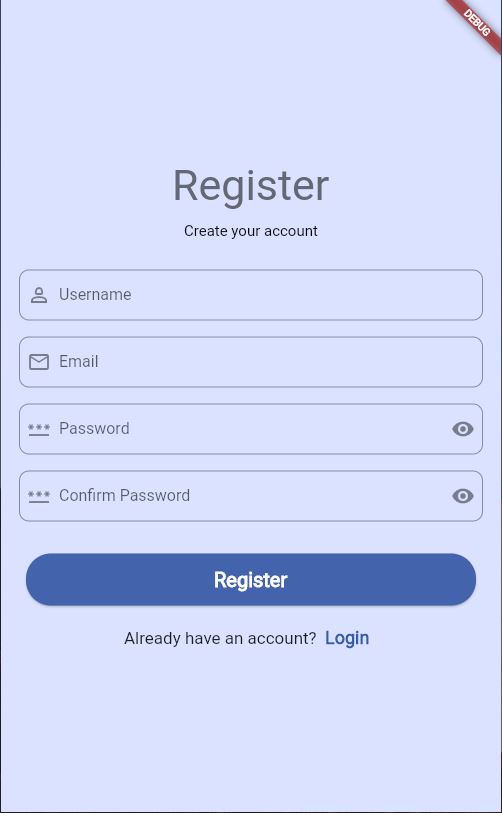 DEBUG
Register
Create your account
Username
Email
Password
Confirm Password
Register
Already have an account? Login